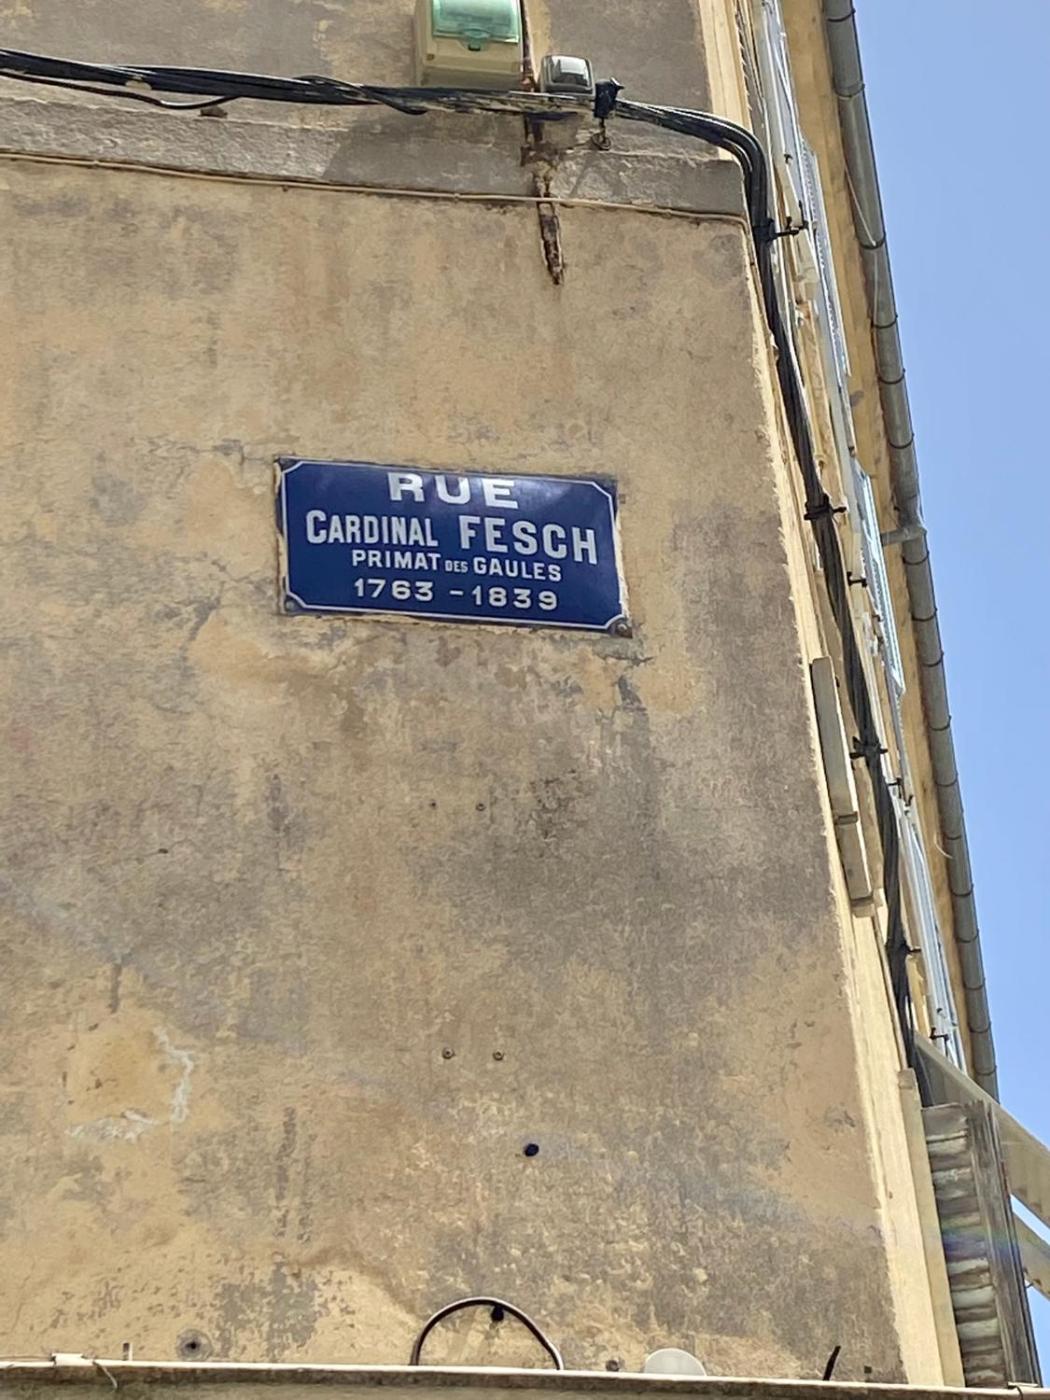 RUE
CARDINAL FESCH
PRIMAT DES GAULES
1763 - 1839